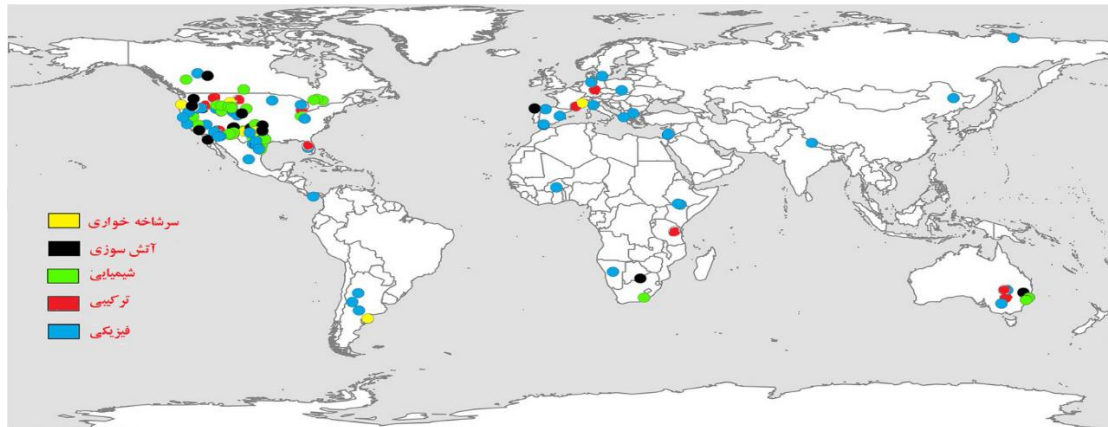 سرشاخه خواری
آتش سوزی
شیمیایی
ترکیبی
فیزیکی